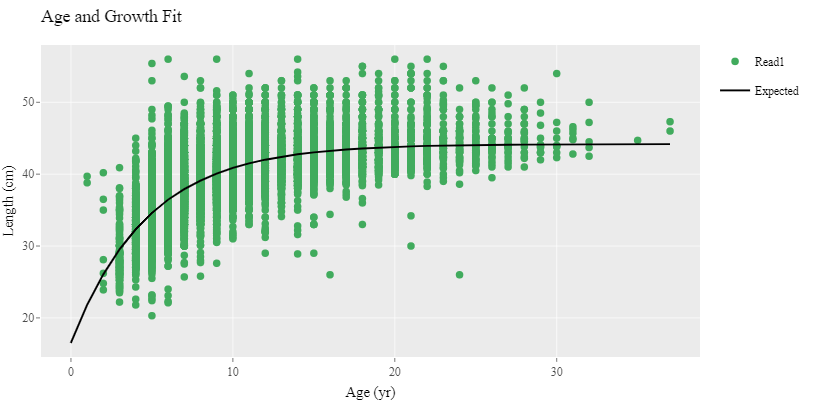 Age and Growth Fit
Read1
Expected
50
40
30
20
Length (cm)
0 10 20 30
Age (yr)